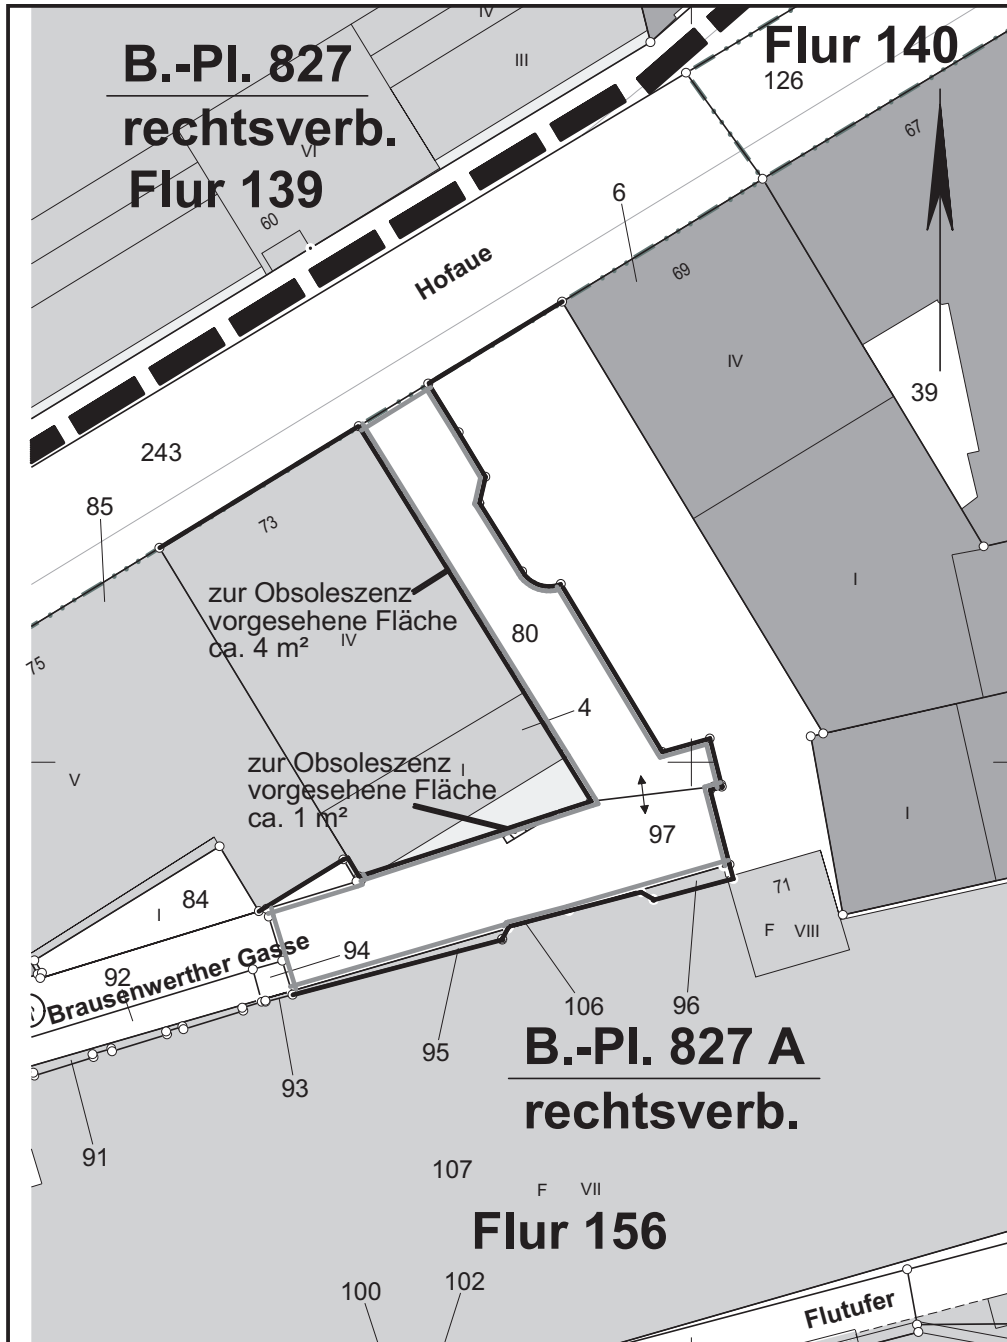 IV
B.-Pl. 827
rechtsverb.
Flur 139
III
VI
60
Flur 140
126
67
6
Hofaue
69
IV
39
243
85
73
zur Obsoleszenz
vorgesehene Fläche
ca. 4 m²
IV
80
I
75
4
zur Obsoleszenz
vorgesehene Fläche
ca. 1 m²
I
V
97
I
71
F VIII
I 84
92
Brausenwerther Gasse
94
106
96
95
93
91
B.-Pl. 827 A
rechtsverb.
107
F VII
Flur 156
100
102
Flutufer